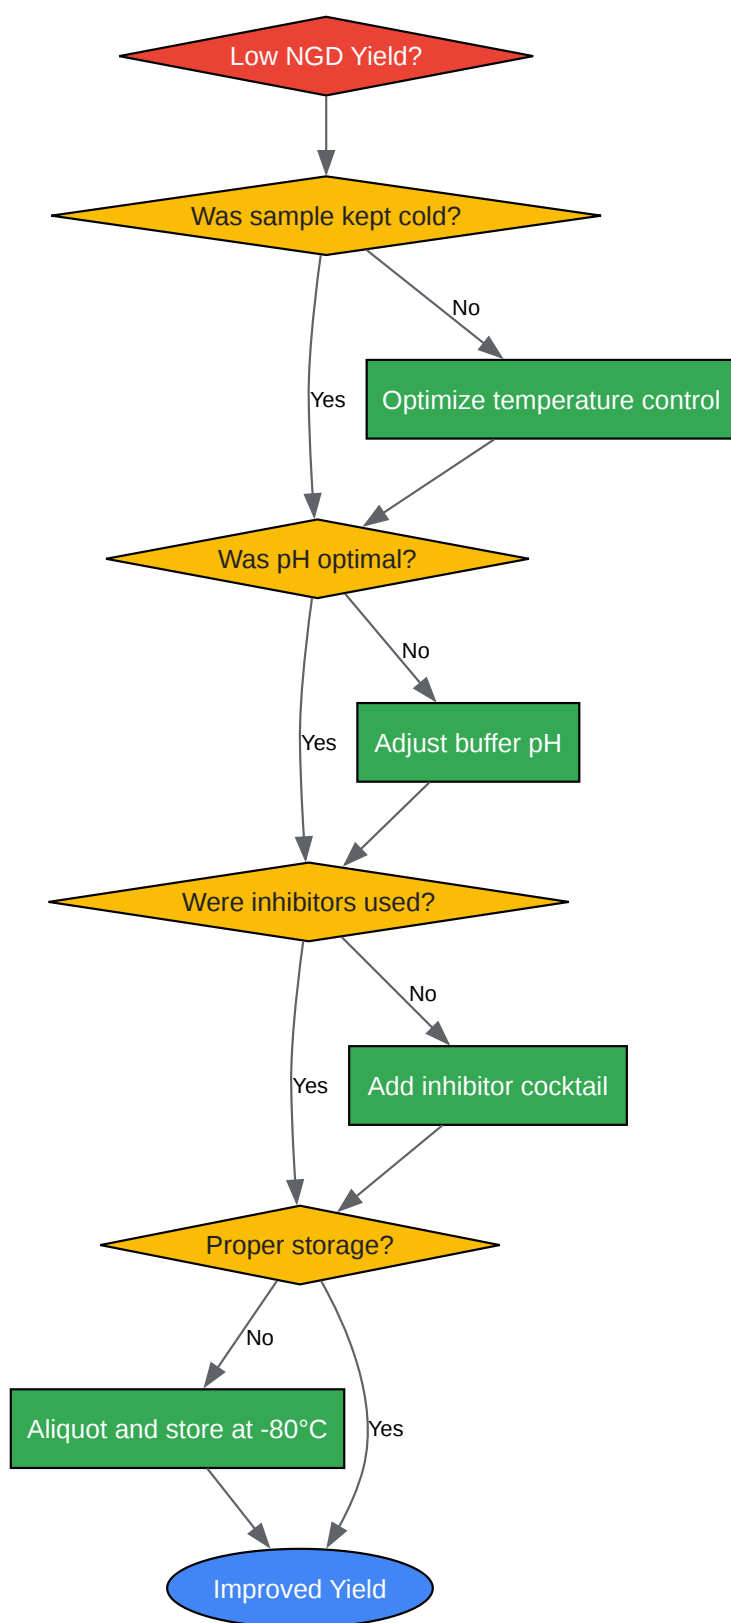 Low NGD Yield?
Was sample kept cold?
No
Yes
Optimize temperature control
Was pH optimal?
No
Yes
Adjust buffer pH
Were inhibitors used?
No
Yes
Add inhibitor cocktail
Proper storage?
No
Aliquot and store at -80°C
Yes
Improved Yield